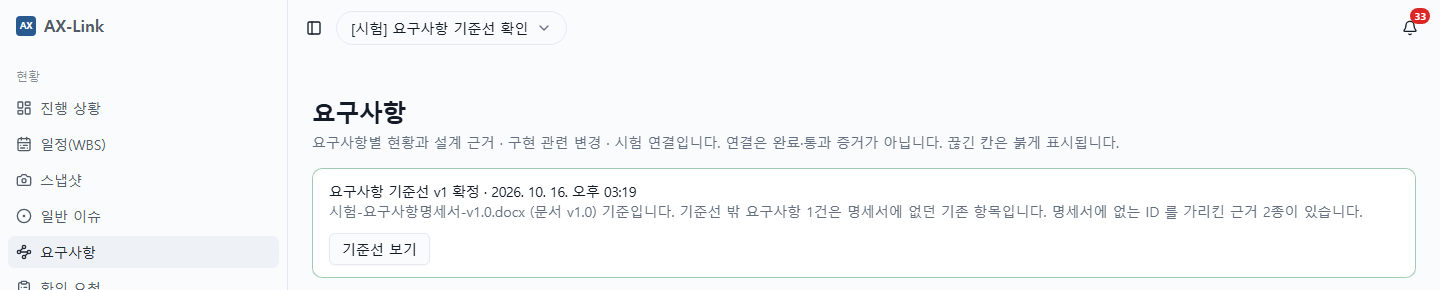 AX AX-Link
[시험] 요구사항 기준선 확인
33
현황
진행 상황
일정(WBS)
스냅샷
일반 이슈
요구사항
확인 요청
요구사항
요구사항별 현황과 설계 근거 · 구현 관련 변경 · 시험 연결입니다. 연결은 완료·통과 증거가 아닙니다. 끊긴 칸은 붉게 표시됩니다.
요구사항 기준선 v1 확정 · 2026. 10. 16. 오후 03:19
시험-요구사항명세서-v1.0.docx (문서 v1.0) 기준입니다. 기준선 밖 요구사항 1건은 명세서에 없던 기존 항목입니다. 명세서에 없는 ID 를 가리킨 근거 2종이 있습니다.
기준선 보기